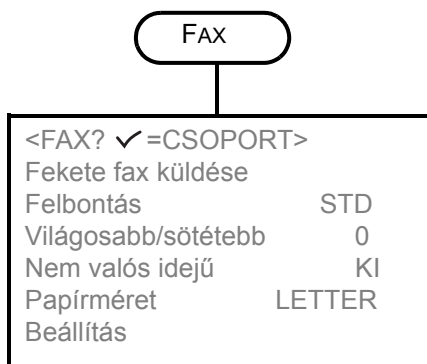 FAX
<FAX? ✓=CSOPORT>
Fekete fax küldése
Felbontás STD
Világosabb/sötétebb 0
Nem valós idejű KI
Papírméret LETTER
Beállítás